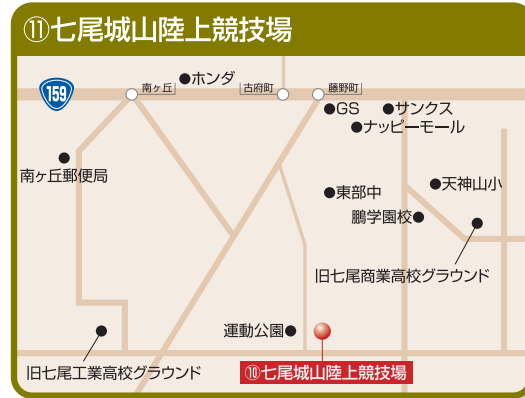 ⑪七尾城山陸上競技場
159
南ヶ丘
ホンダ
古府町
藤野町
GS
サンクス
ナッピーモール
南ヶ丘郵便局
東部中
天神山小
鵬学園校
旧七尾商業高校グラウンド
運動公園
旧七尾工業高校グラウンド
⑩七尾城山陸上競技場